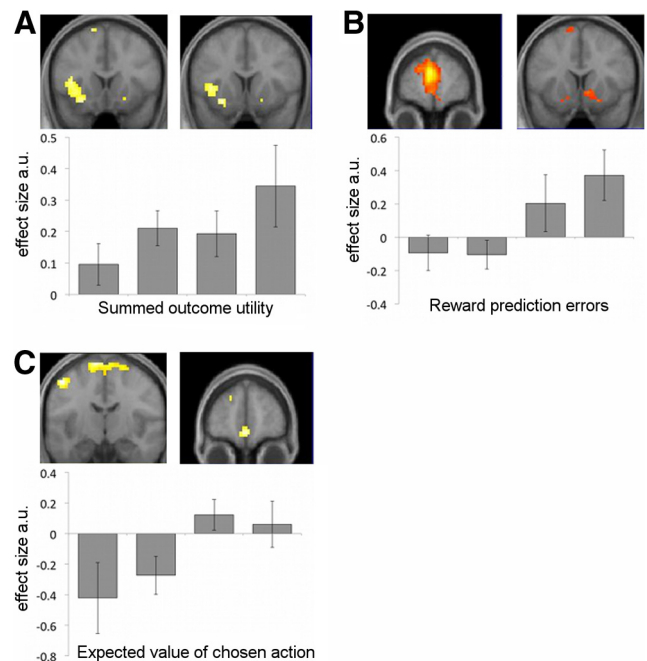 A
effect size a.u.
0.5
0.4
0.3
0.2
0.1
0
Summed outcome utility
B
effect size a.u.
0.6
0.4
0.2
0
-0.2
-0.4
Reward prediction errors
C
effect size a.u.
0.4
0.2
0
-0.2
-0.4
-0.6
-0.8
Expected value of chosen action